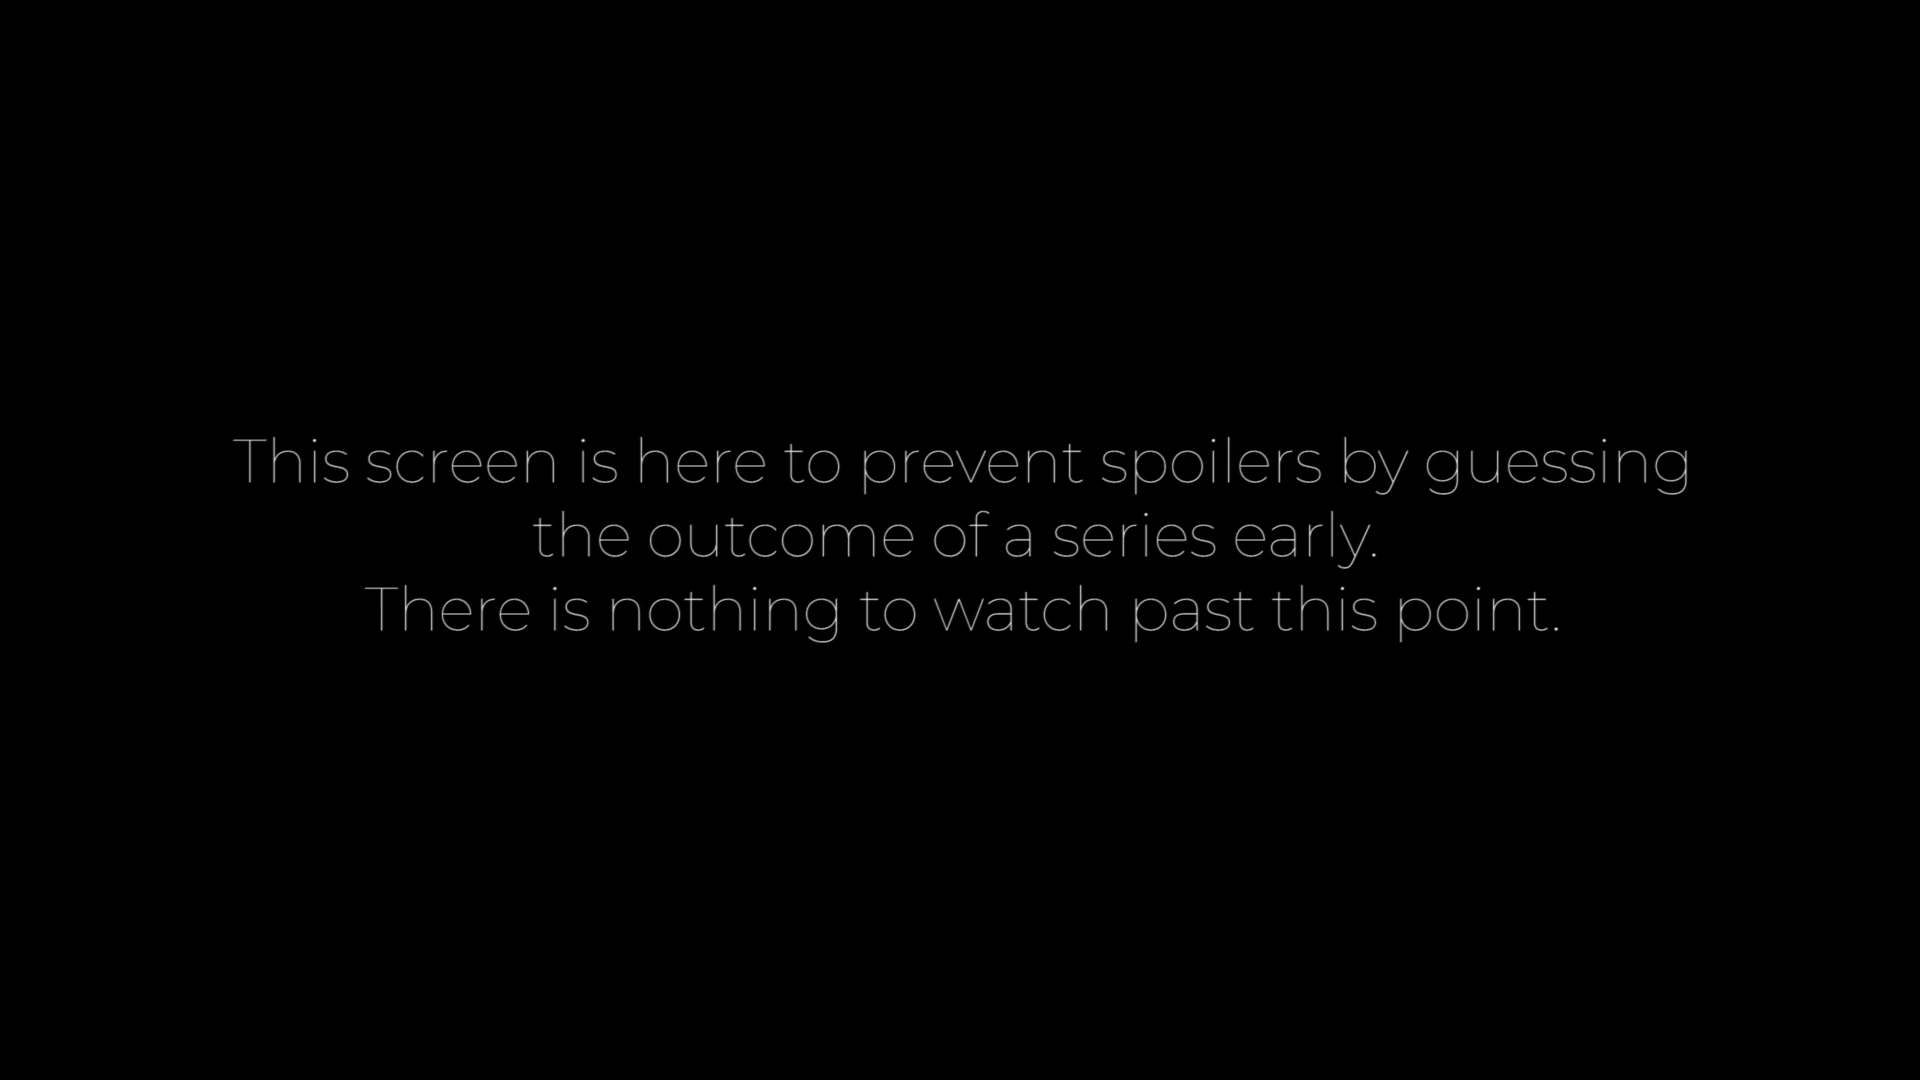 This screen is here to prevent spoilers by guessing
the outcome of a series early.
There is nothing to watch past this point.